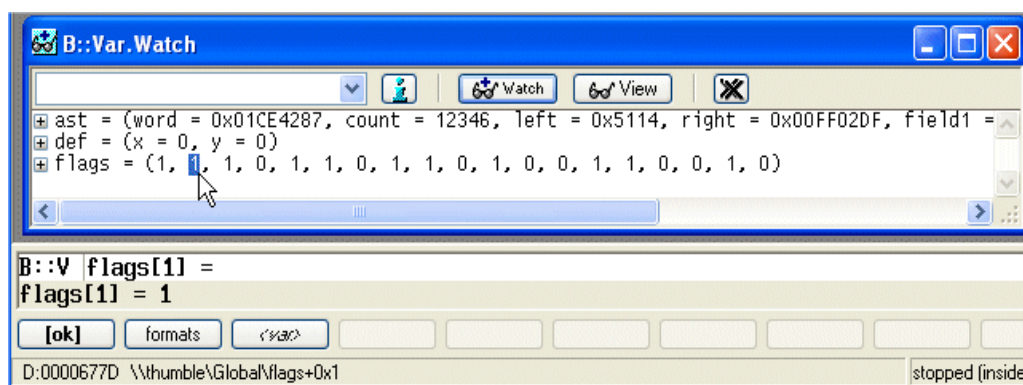 B::Var.Watch
i Watch View
ast = (word = 0x01CE4287, count = 12346, left = 0x5114, right = 0x00FF02DF, field1 =
def = (x = 0, y = 0)
flags = (1, 1, 1, 0, 1, 1, 0, 1, 1, 0, 1, 0, 0, 1, 1, 0, 0, 1, 0)
B::V flags[1] =
flags[1] = 1
[ok] formats <var>
D:0000677D \\thumble\Global\flags+0x1 stopped (inside